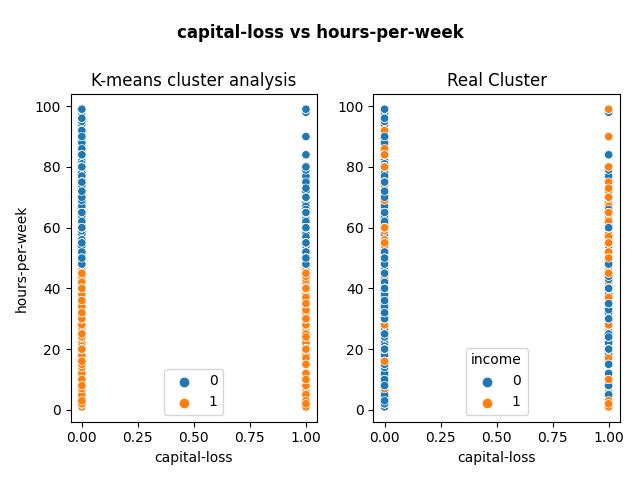 capital-loss vs hours-per-week
K-means cluster analysis
hours-per-week
100
80
60
40
20
0
0
1
0.00 0.25 0.50 0.75 1.00
capital-loss
Real Cluster
100
80
60
40
20
0
income
0
1
0.00 0.25 0.50 0.75 1.00
capital-loss